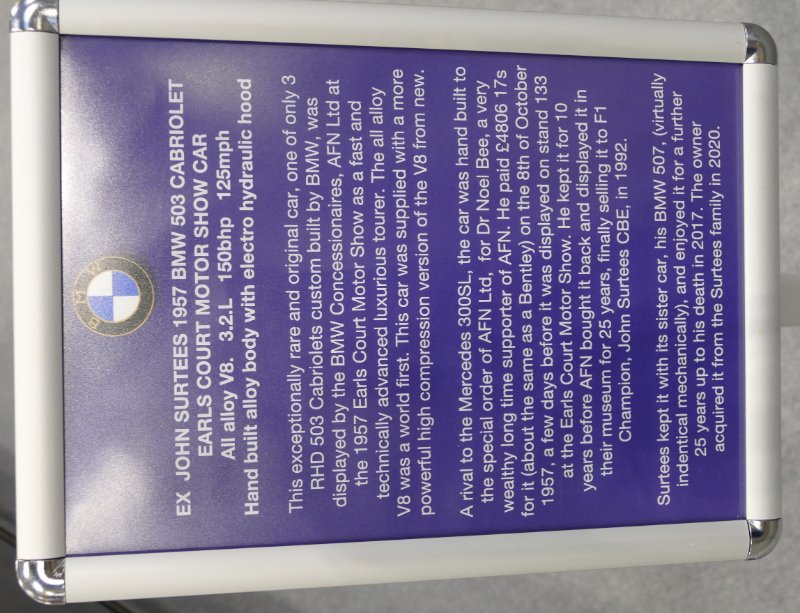 BMW
EX JOHN SURTEES 1957 BMW 503 CABRIOLET
EARLS COURT MOTOR SHOW CAR
All alloy V8. 3.2.L 150bhp 125mph
Hand built alloy body with electro hydraulic hood
This exceptionally rare and original car, one of only 3
RHD 503 Cabriolets custom built by BMW, was
displayed by the BMW Concessionaires, AFN Ltd at
the 1957 Earls Court Motor Show as a fast and
technically advanced luxurious tourer. The all alloy
V8 was a world first. This car was supplied with a more
powerful high compression version of the V8 from new.
A rival to the Mercedes 300SL, the car was hand built to
the special order of AFN Ltd, for Dr Noel Bee, a very
wealthy long time supporter of AFN. He paid £4806 17s
for it (about the same as a Bentley) on the 8th of October
1957, a few days before it was displayed on stand 133
at the Earls Court Motor Show. He kept it for 10
years before AFN bought it back and displayed it in
their museum for 25 years, finally selling it to F1
Champion, John Surtees CBE, in 1992.
Surtees kept it with its sister car, his BMW 507, (virtually
indentical mechanically), and enjoyed it for a further
25 years up to his death in 2017. The owner
acquired it from the Surtees family in 2020.